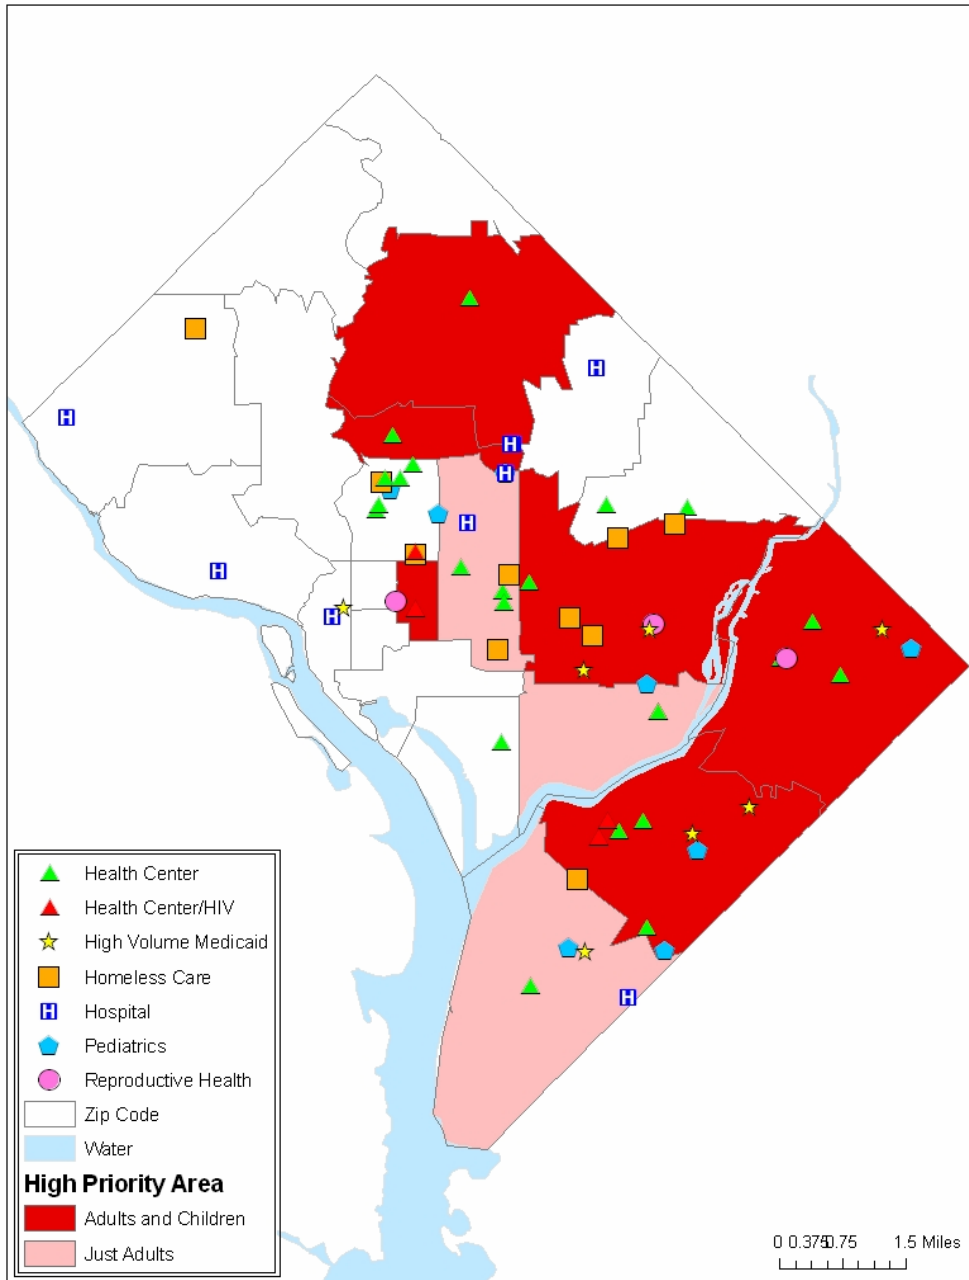 H
H
H
H
H
H
H
H
Health Center
Health Center/HIV
High Volume Medicaid
Homeless Care
H Hospital
Pediatrics
Reproductive Health
Zip Code
Water
High Priority Area
Adults and Children
Just Adults
0 0.375 0.75 1.5 Miles